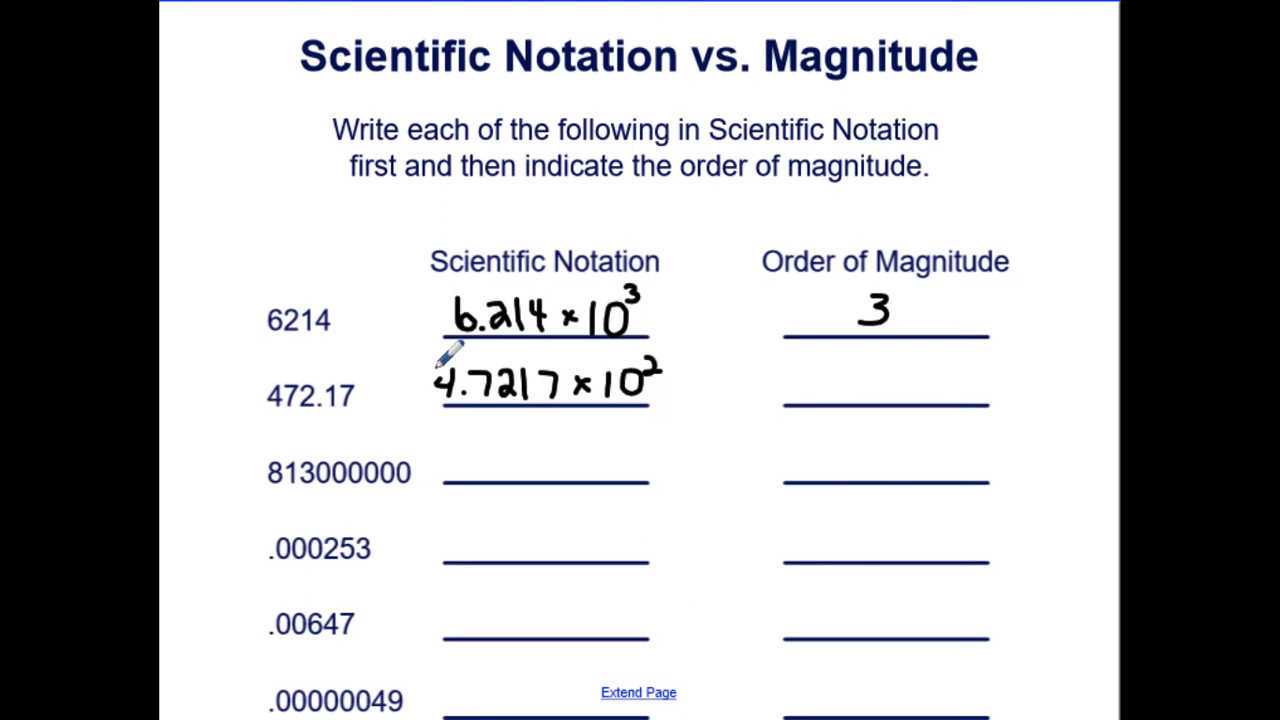 Scientific Notation vs. Magnitude
Write each of the following in Scientific Notation
first and then indicate the order of magnitude.
Scientific Notation Order of Magnitude
6214 6.214 × 10³ 3
472.17 4.7217 × 10²
813000000
.000253
.00647
.00000049
Extend Page